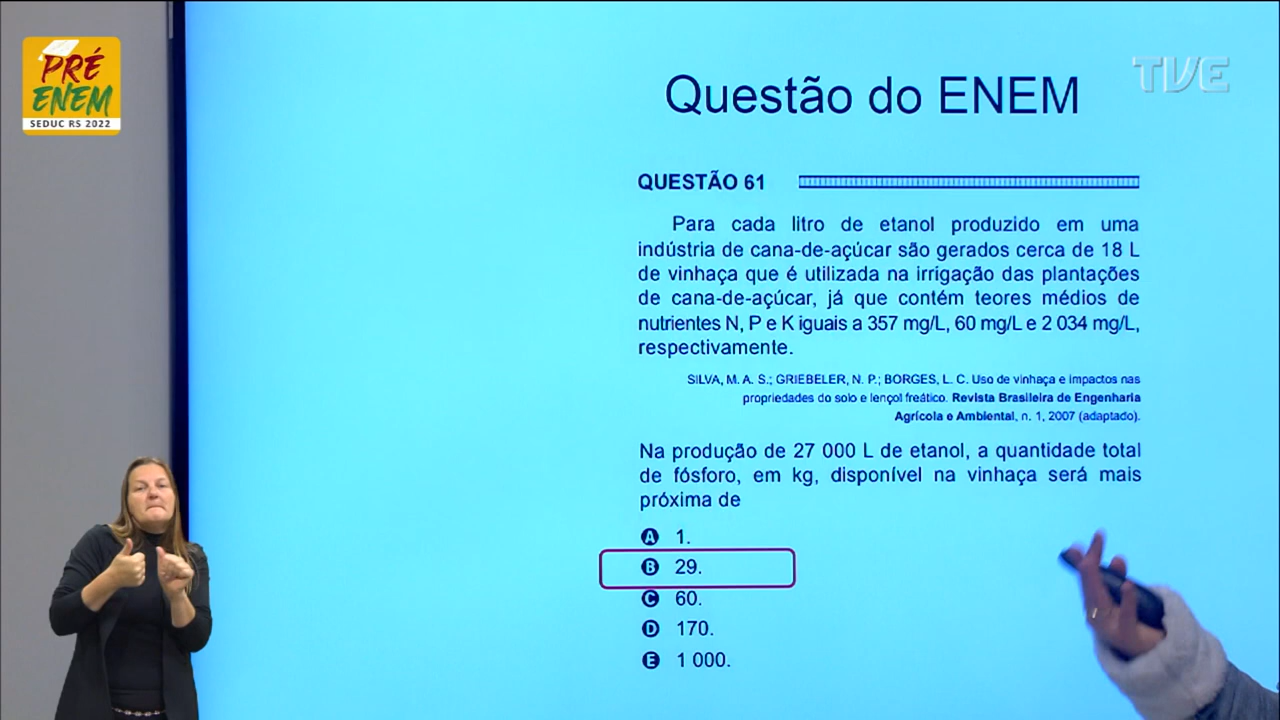 PRÉ
ENEM
SEDUC RS 2022
TVE
Questão do ENEM
QUESTÃO 61
Para cada litro de etanol produzido em uma
indústria de cana-de-açúcar são gerados cerca de 18 L
de vinhaça que é utilizada na irrigação das plantações
de cana-de-açúcar, já que contém teores médios de
nutrientes N, P e K iguais a 357 mg/L, 60 mg/L e 2 034 mg/L,
respectivamente.
SILVA, M. A. S.; GRIEBELER, N. P.; BORGES, L. C. Uso de vinhaça e impactos nas
propriedades do solo e lençol freático. Revista Brasileira de Engenharia
Agrícola e Ambiental, n. 1, 2007 (adaptado).
Na produção de 27 000 L de etanol, a quantidade total
de fósforo, em kg, disponível na vinhaça será mais
próxima de
A 1.
B 29.
C 60.
D 170.
E 1 000.